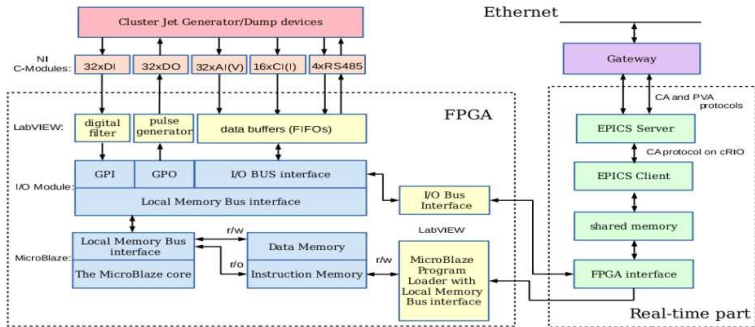 Cluster Jet Generator/Dump devices
Ethernet
NI
C-Modules:
32xDI
32xDO
32xAI(V)
16xCI(I)
4xRS485
Gateway
CA and PVA
protocols
FPGA
LabVIEW:
digital
filter
pulse
generator
data buffers (FIFOs)
EPICS Server
CA protocol on cRIO
I/O Module:
GPI
GPO
I/O BUS interface
EPICS Client
Local Memory Bus interface
I/O Bus
Interface
shared memory
LabVIEW
MicroBlaze:
Local Memory Bus
interface
The MicroBlaze core
r/w
r/o
Data Memory
Instruction Memory
r/w
MicroBlaze
Program
Loader with
Local Memory
Bus interface
FPGA interface
Real-time part